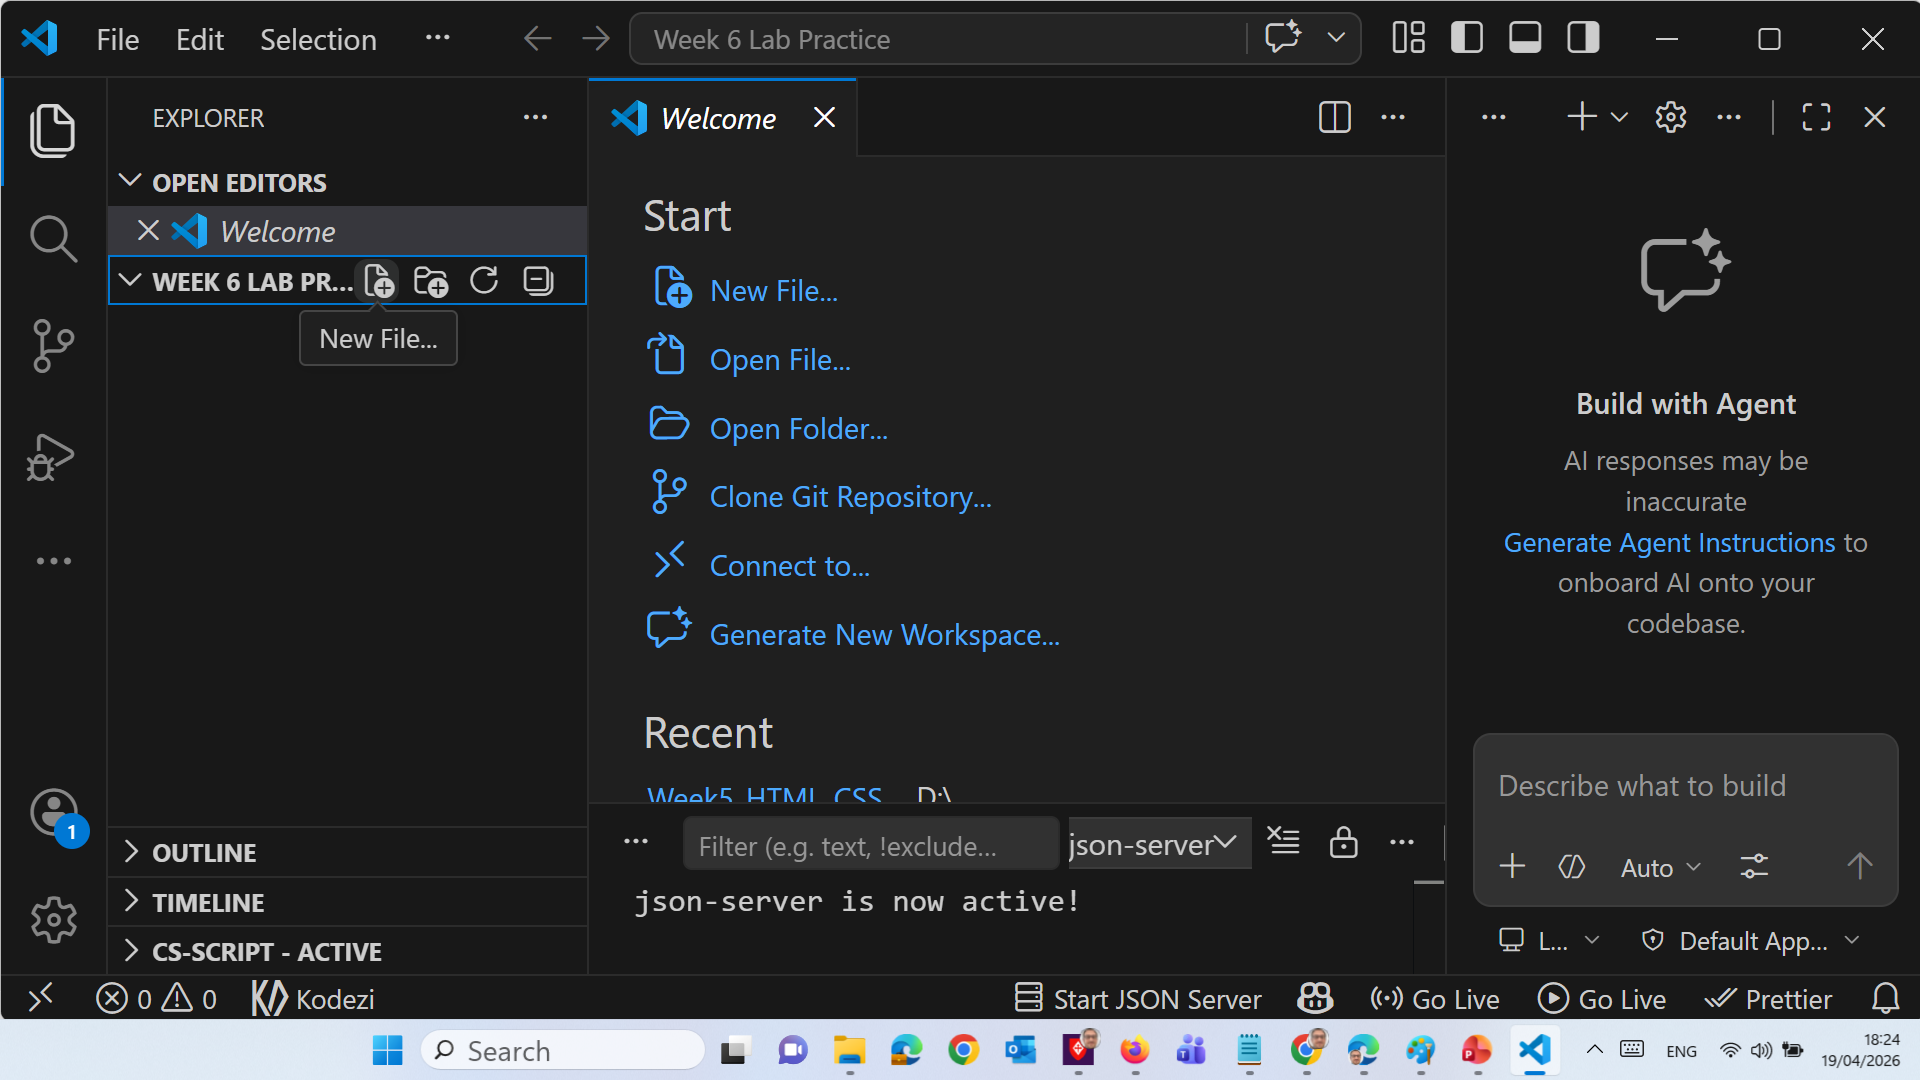 File Edit Selection ...
Week 6 Lab Practice
EXPLORER
OPEN EDITORS
Welcome
WEEK 6 LAB PR...
New File...
OUTLINE
TIMELINE
CS-SCRIPT - ACTIVE
Welcome
Start
New File...
Open File...
Open Folder...
Clone Git Repository...
Connect to...
Generate New Workspace...
Recent
Week5 HTML CSS D:\
Filter (e.g. text, !exclude...
json-server
json-server is now active!
Build with Agent
AI responses may be
inaccurate
Generate Agent Instructions to
onboard AI onto your
codebase.
Describe what to build
Auto
L... Default App...
1
0 0 Kodezi Start JSON Server Go Live Go Live Prettier
Search
ENG
18:24
19/04/2026